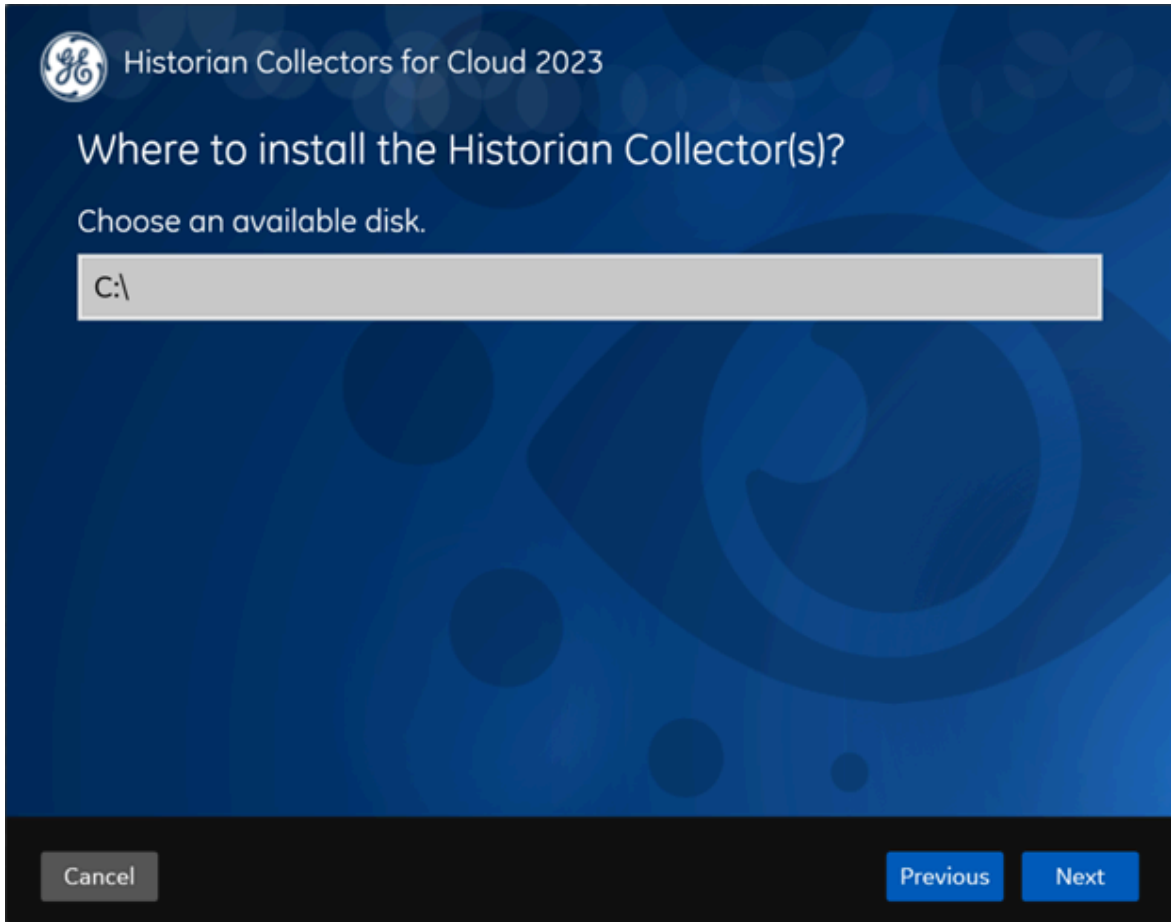 Historian Collectors for Cloud 2023
Where to install the Historian Collector(s)?
Choose an available disk.
C:\
Cancel
Previous
Next